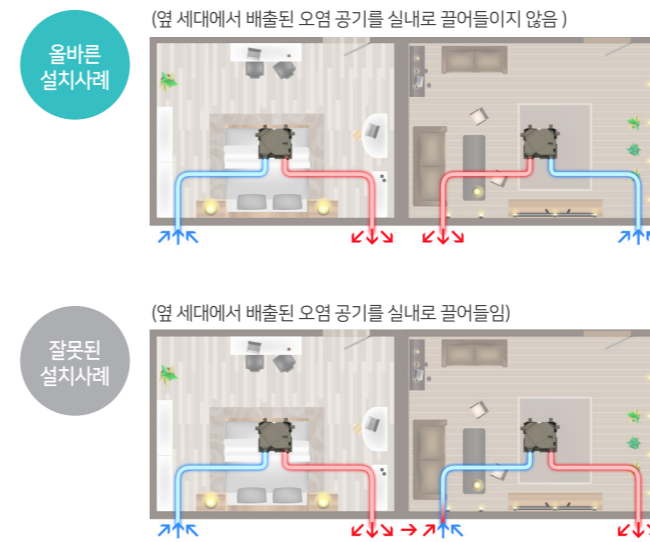 (옆 세대에서 배출된 오염 공기를 실내로 끌어들이지 않음 )
올바른
설치사례
(옆 세대에서 배출된 오염 공기를 실내로 끌어들임)
잘못된
설치사례